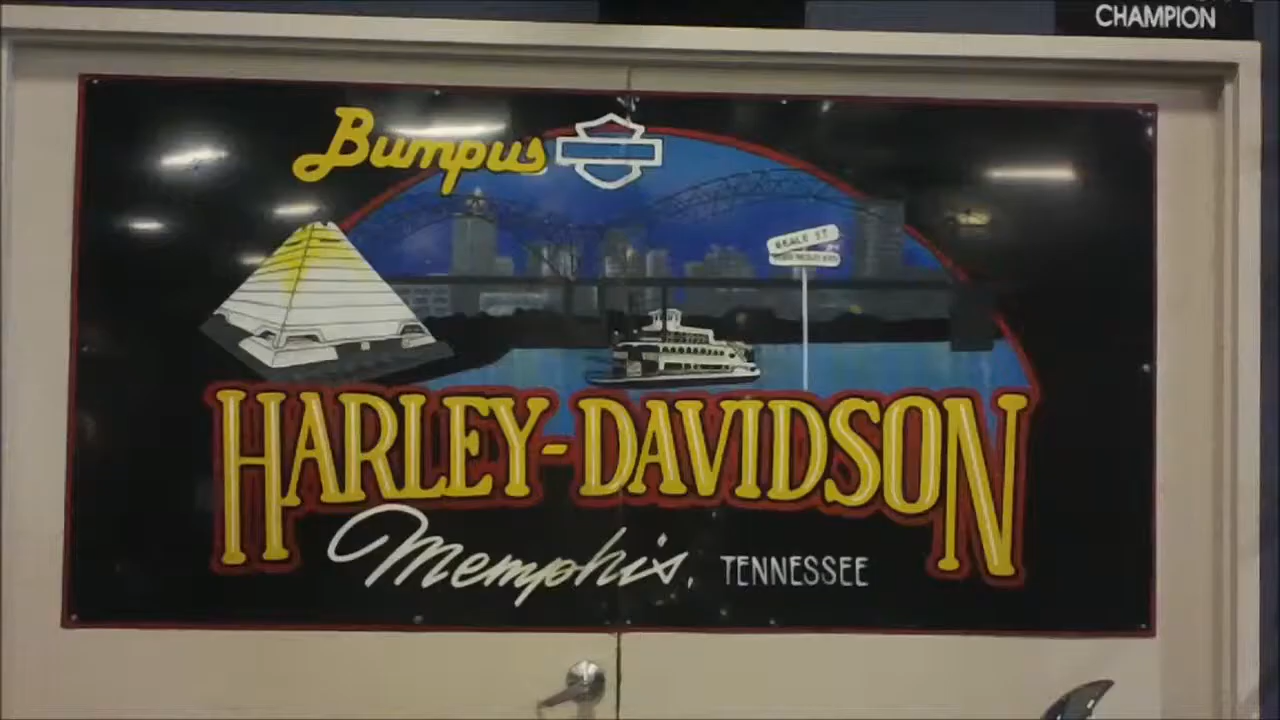 CHAMPION
Bumpus
BEALE ST.
HARLEY-DAVIDSON
Memphis, TENNESSEE